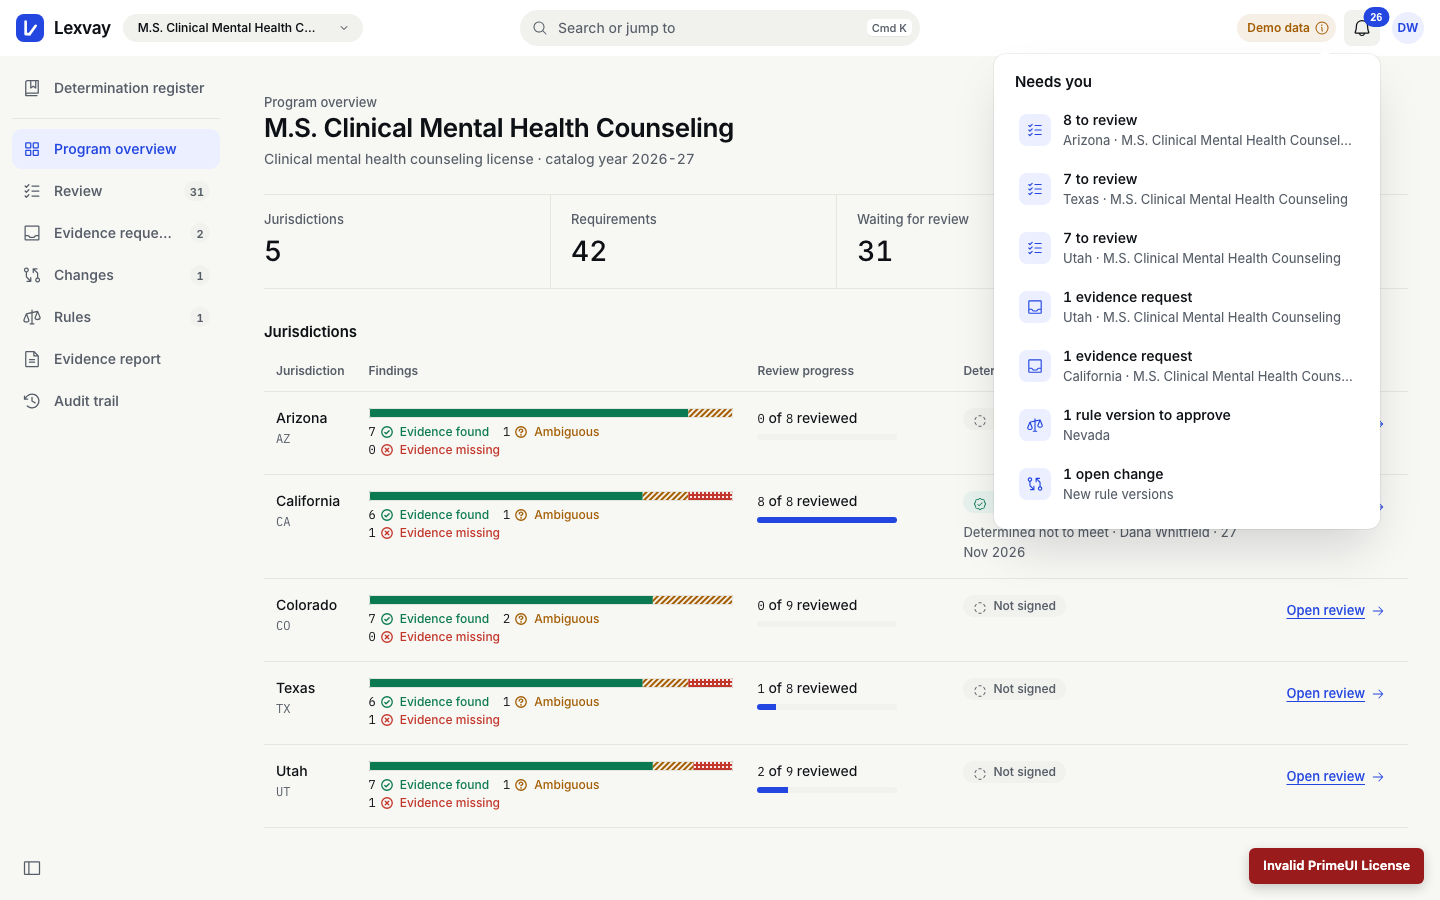 Lexvay
M.S. Clinical Mental Health C...
Search or jump to
Cmd K
Demo data
26
DW
Determination register
Program overview
Review
31
Evidence reque...
2
Changes
1
Rules
1
Evidence report
Audit trail
Program overview
M.S. Clinical Mental Health Counseling
Clinical mental health counseling license · catalog year 2026-27
Jurisdictions
5
Requirements
42
Waiting for review
31
Needs you
8 to review
Arizona · M.S. Clinical Mental Health Counsel...
7 to review
Texas · M.S. Clinical Mental Health Counseling
7 to review
Utah · M.S. Clinical Mental Health Counseling
1 evidence request
Utah · M.S. Clinical Mental Health Counseling
1 evidence request
California · M.S. Clinical Mental Health Couns...
1 rule version to approve
Nevada
1 open change
New rule versions
Jurisdictions
Jurisdiction
Findings
Review progress
Arizona
AZ
7 Evidence found 1 Ambiguous
0 Evidence missing
0 of 8 reviewed
California
CA
6 Evidence found 1 Ambiguous
1 Evidence missing
8 of 8 reviewed
Determined not to meet · Dana Whitfield · 27
Nov 2026
Colorado
CO
7 Evidence found 2 Ambiguous
0 Evidence missing
0 of 9 reviewed
Not signed
Open review
Texas
TX
6 Evidence found 1 Ambiguous
1 Evidence missing
1 of 8 reviewed
Not signed
Open review
Utah
UT
7 Evidence found 1 Ambiguous
1 Evidence missing
2 of 9 reviewed
Not signed
Open review
Invalid PrimeUI License